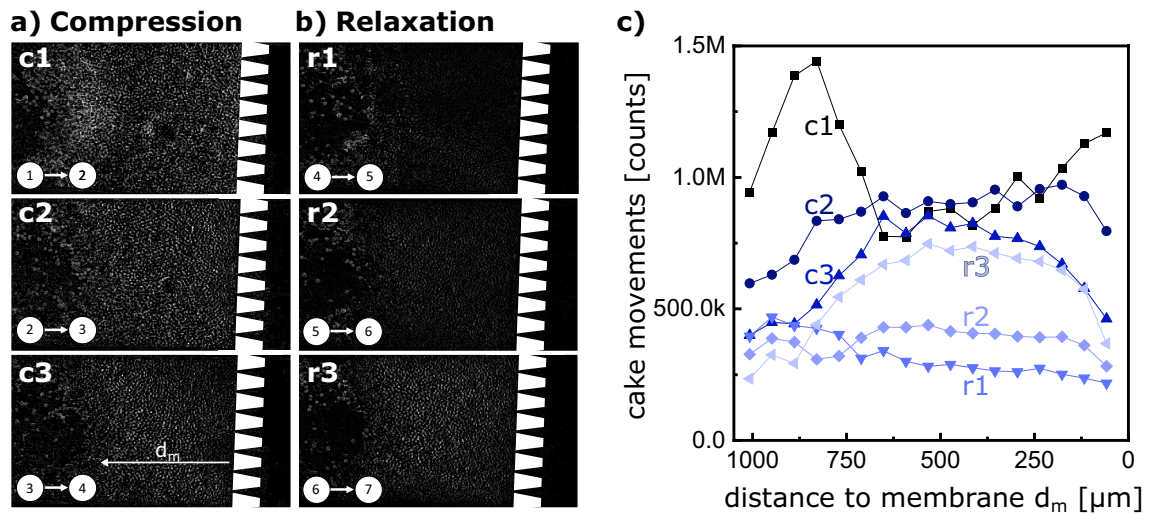 a) Compression
b) Relaxation
c)
c1
1 → 2
c2
2 → 3
c3
d_m
3 → 4
r1
4 → 5
r2
5 → 6
r3
6 → 7
1.5M
1.0M
500.0k
0.0
cake movements [counts]
c1
c2
c3
r3
r2
r1
1000
750
500
250
0
distance to membrane d_m [µm]